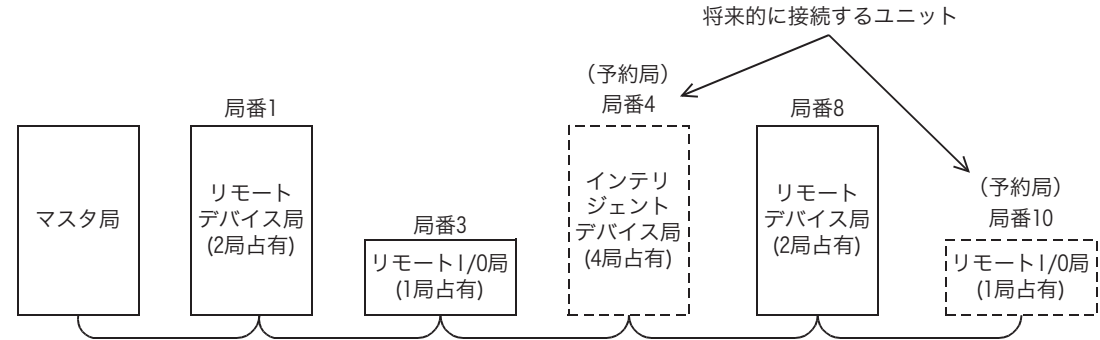 将来的に接続するユニット
（予約局）
局番4
局番1
局番8
（予約局）
局番10
局番3
マスタ局
リモート
デバイス局
(2局占有)
リモートI/O局
(1局占有)
インテリ
ジェント
デバイス局
(4局占有)
リモート
デバイス局
(2局占有)
リモートI/O局
(1局占有)